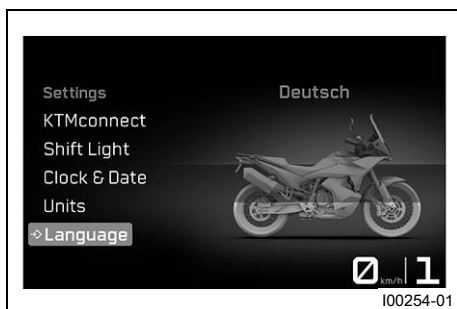 Settings
Deutsch
KTMconnect
Shift Light
Clock & Date
Units
Language
0 km/h 1
I00254-01